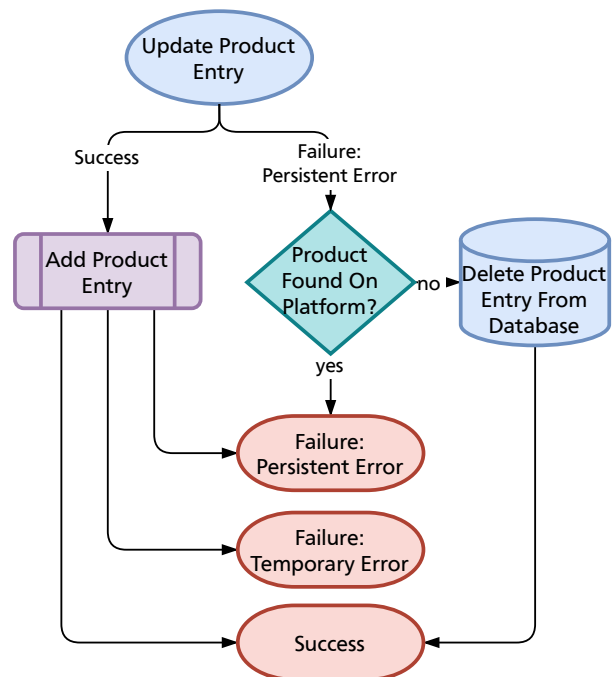 Update Product
Entry
Success
Failure:
Persistent Error
Add Product
Entry
Product
Found On
Platform?
no
Delete Product
Entry From
Database
yes
Failure:
Persistent Error
Failure:
Temporary Error
Success